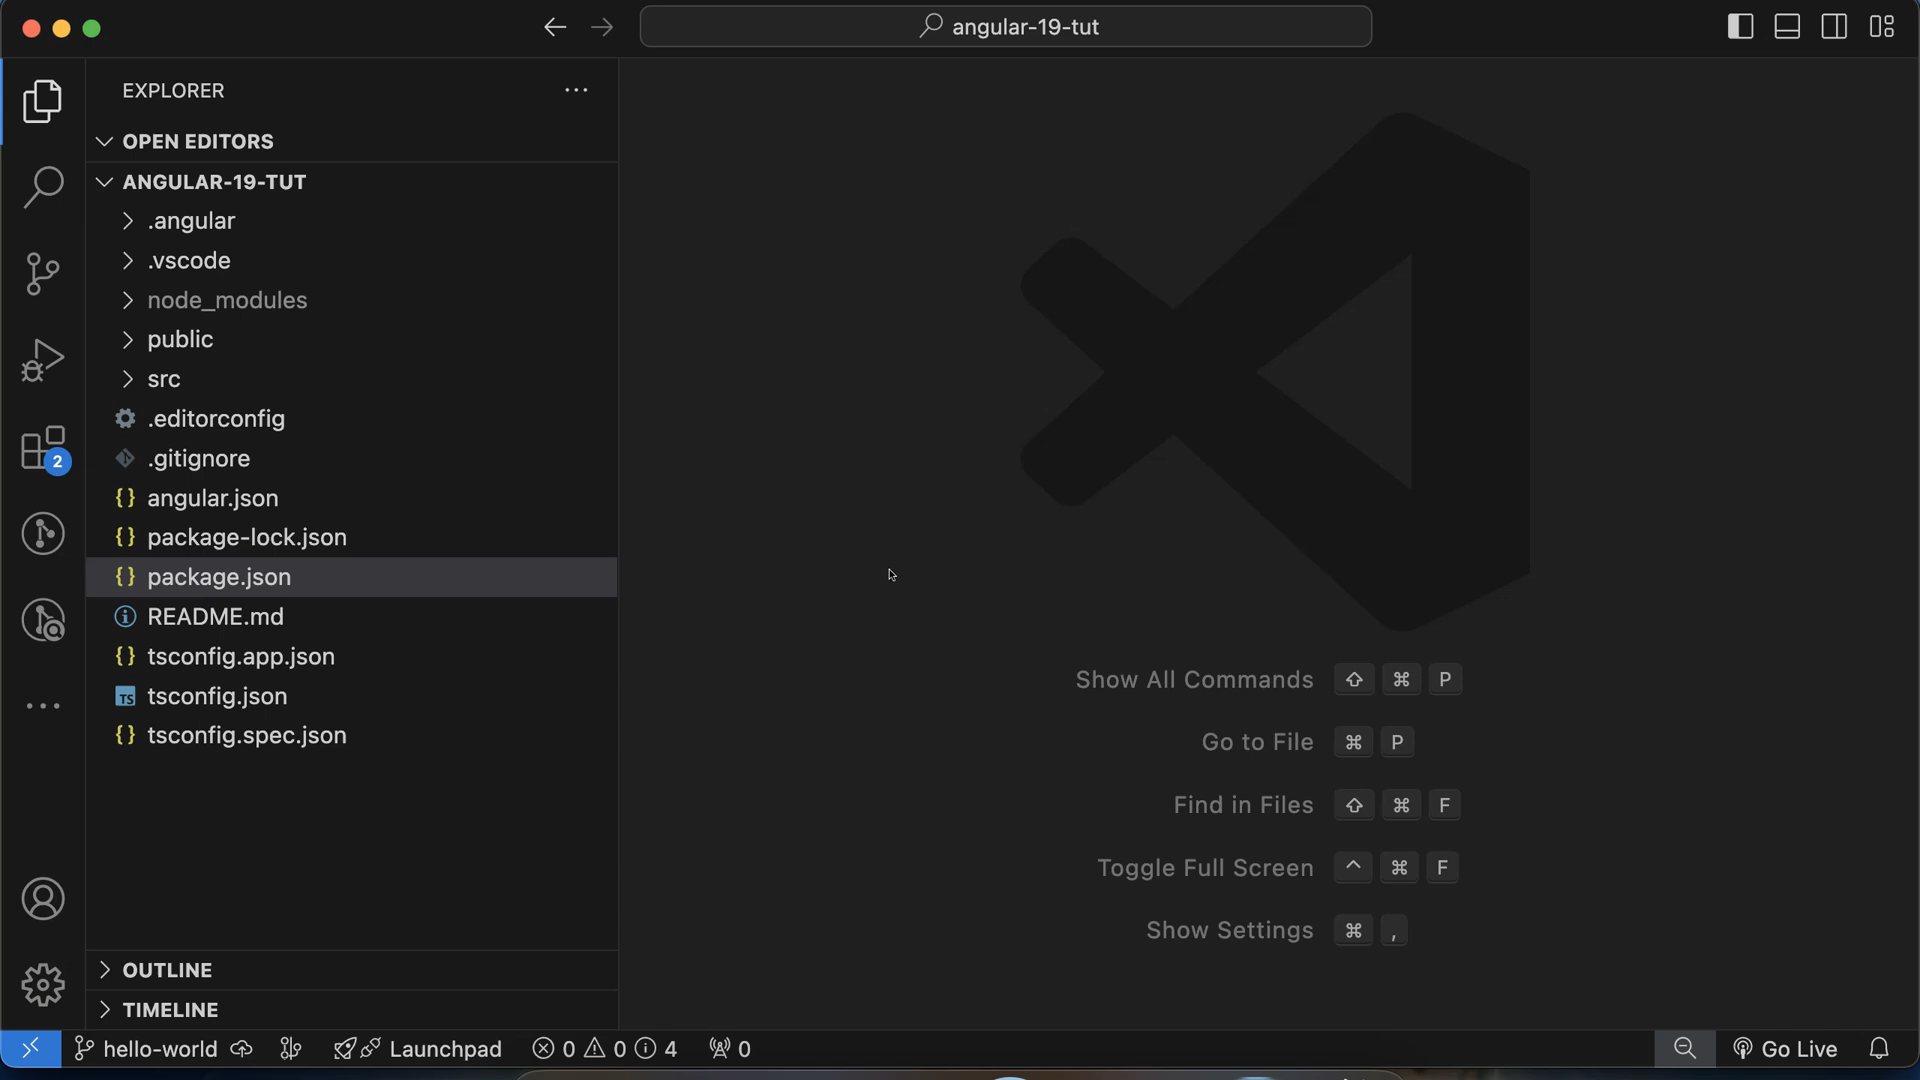 angular-19-tut
EXPLORER
OPEN EDITORS
ANGULAR-19-TUT
.angular
.vscode
node_modules
public
src
.editorconfig
.gitignore
2
{} angular.json
{} package-lock.json
{} package.json
README.md
{} tsconfig.app.json
TS tsconfig.json
{} tsconfig.spec.json
Show All Commands ⇧ ⌘ P
Go to File ⌘ P
Find in Files ⇧ ⌘ F
Toggle Full Screen ^ ⌘ F
Show Settings ⌘ ,
OUTLINE
TIMELINE
hello-world Launchpad 0 0 4 0 Go Live